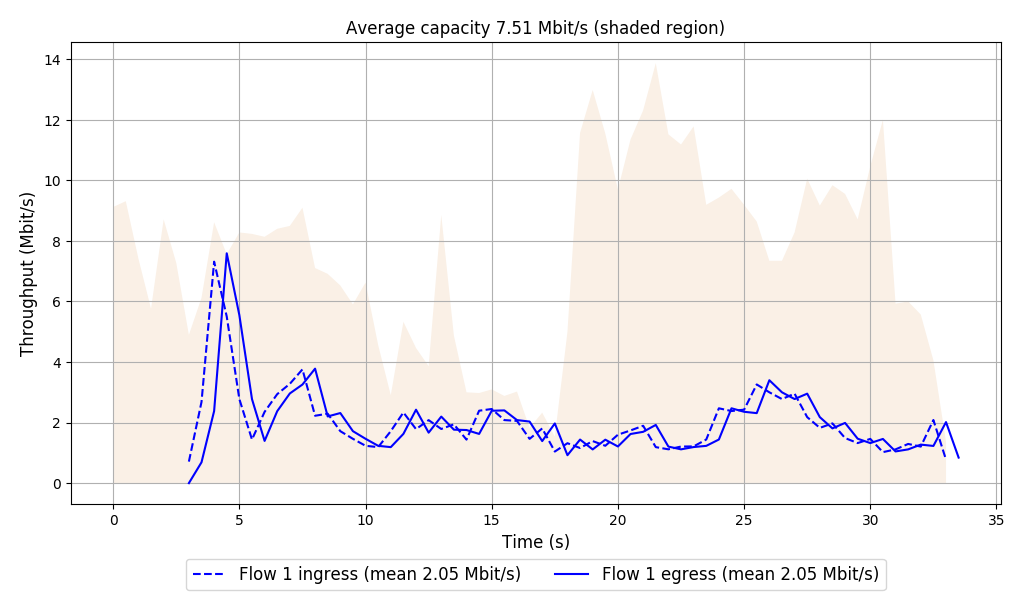 Average capacity 7.51 Mbit/s (shaded region)
Throughput (Mbit/s)
14
12
10
8
6
4
2
0
0 5 10 15 20 25 30 35
Time (s)
Flow 1 ingress (mean 2.05 Mbit/s) Flow 1 egress (mean 2.05 Mbit/s)